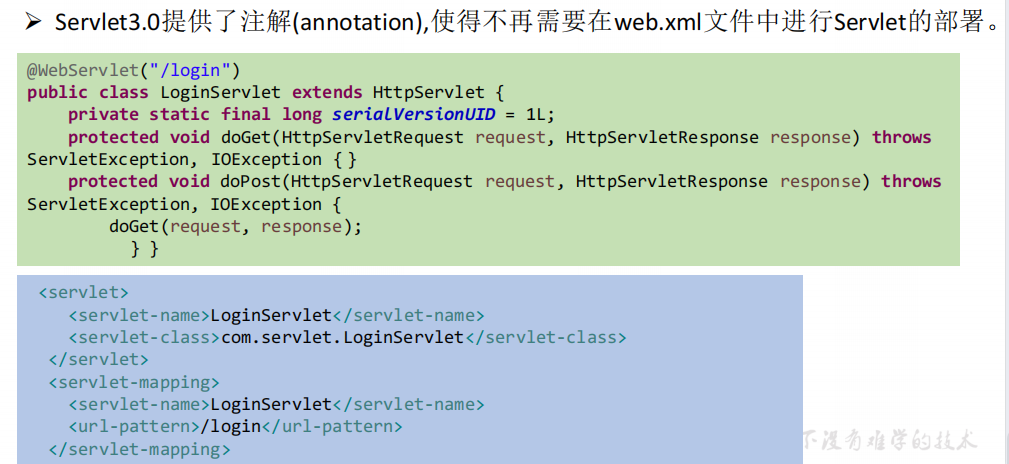 ➢ Servlet3.0提供了注解(annotation),使得不再需要在web.xml文件中进行Servlet的部署。
@WebServlet("/login")
public class LoginServlet extends HttpServlet {
private static final long serialVersionUID = 1L;
protected void doGet(HttpServletRequest request, HttpServletResponse response) throws
ServletException, IOException { }
protected void doPost(HttpServletRequest request, HttpServletResponse response) throws
ServletException, IOException {
doGet(request, response);
} }
<servlet>
<servlet-name>LoginServlet</servlet-name>
<servlet-class>com.servlet.LoginServlet</servlet-class>
</servlet>
<servlet-mapping>
<servlet-name>LoginServlet</servlet-name>
<url-pattern>/login</url-pattern>
</servlet-mapping>
下没有难学的技术